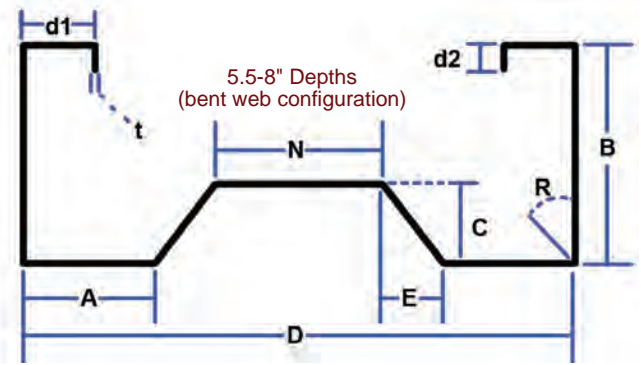 d1
d2
5.5-8" Depths
(bent web configuration)
t
N
B
R
C
A
E
D